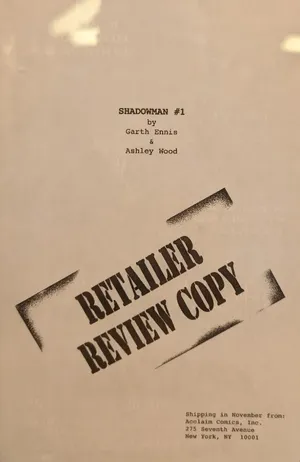 SHADOWMAN #1
by
Garth Ennis
&
Ashley Wood
RETAILER
REVIEW COPY
Shipping in November from:
Acclaim Comics, Inc.
275 Seventh Avenue
New York, NY 10001